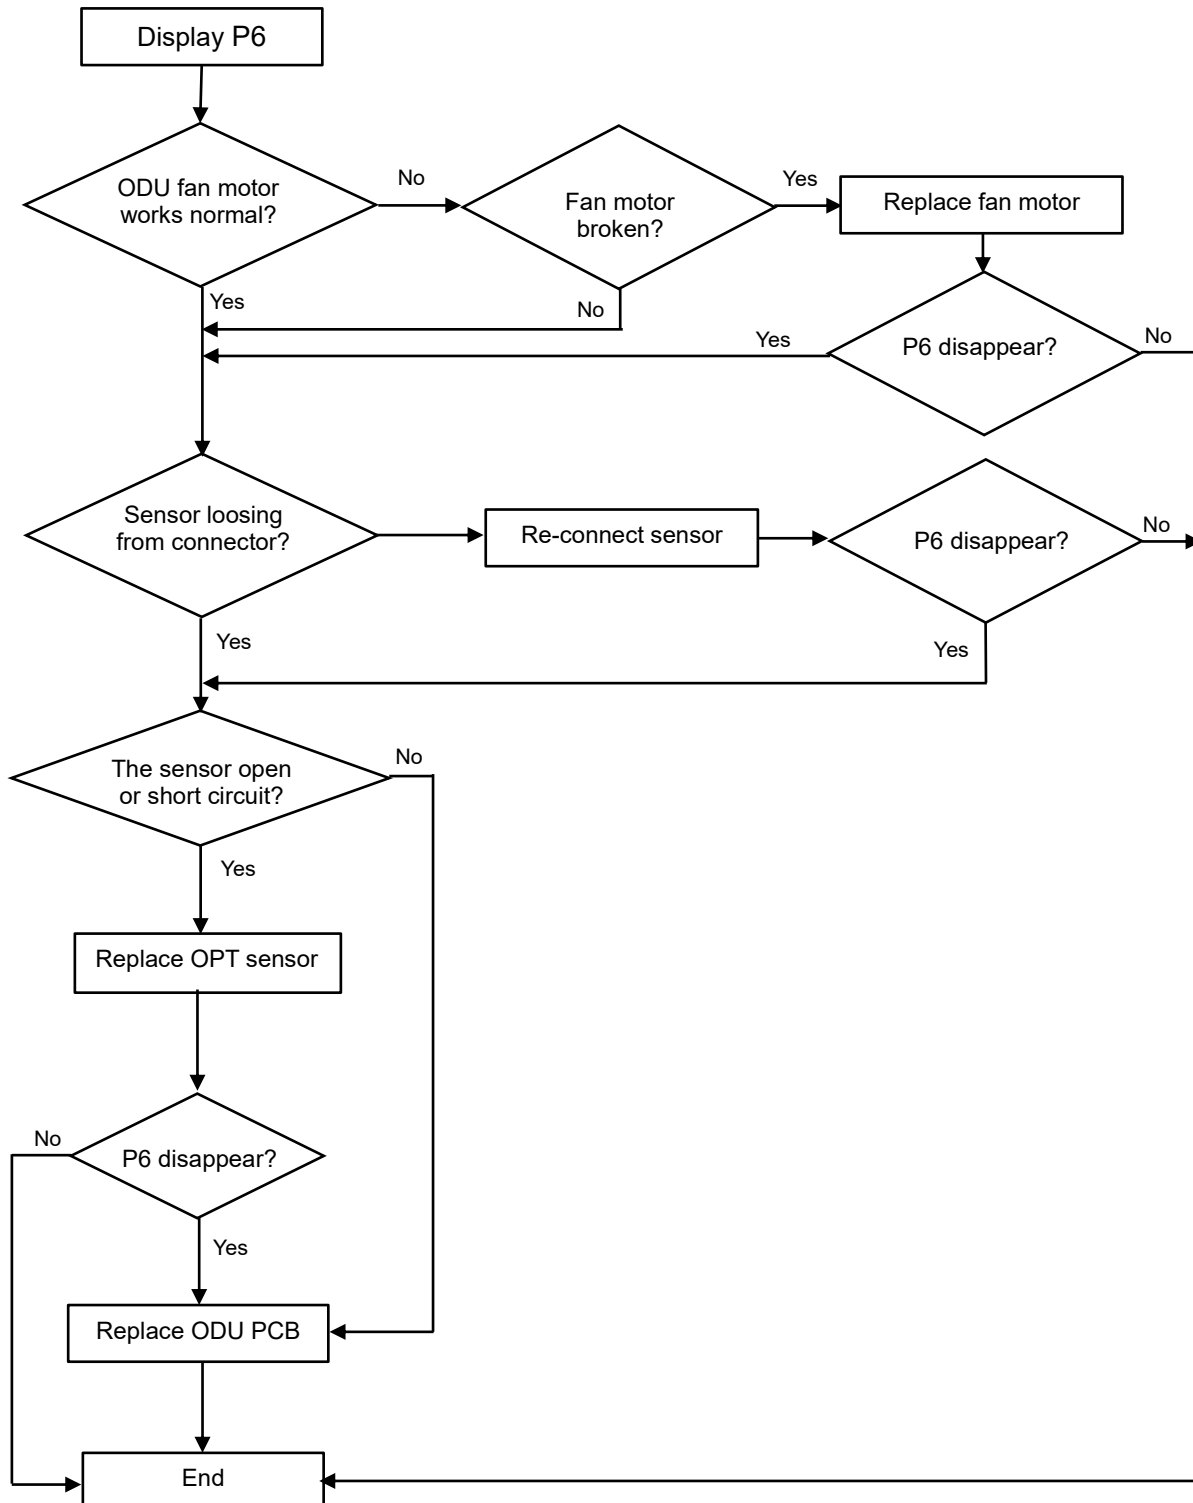 Display P6
ODU fan motor
works normal?
No
Fan motor
broken?
Yes
Replace fan motor
Yes
No
Yes
P6 disappear?
No
Sensor loosing
from connector?
Re-connect sensor
P6 disappear?
No
Yes
Yes
The sensor open
or short circuit?
No
Yes
Replace OPT sensor
No
P6 disappear?
Yes
Replace ODU PCB
End